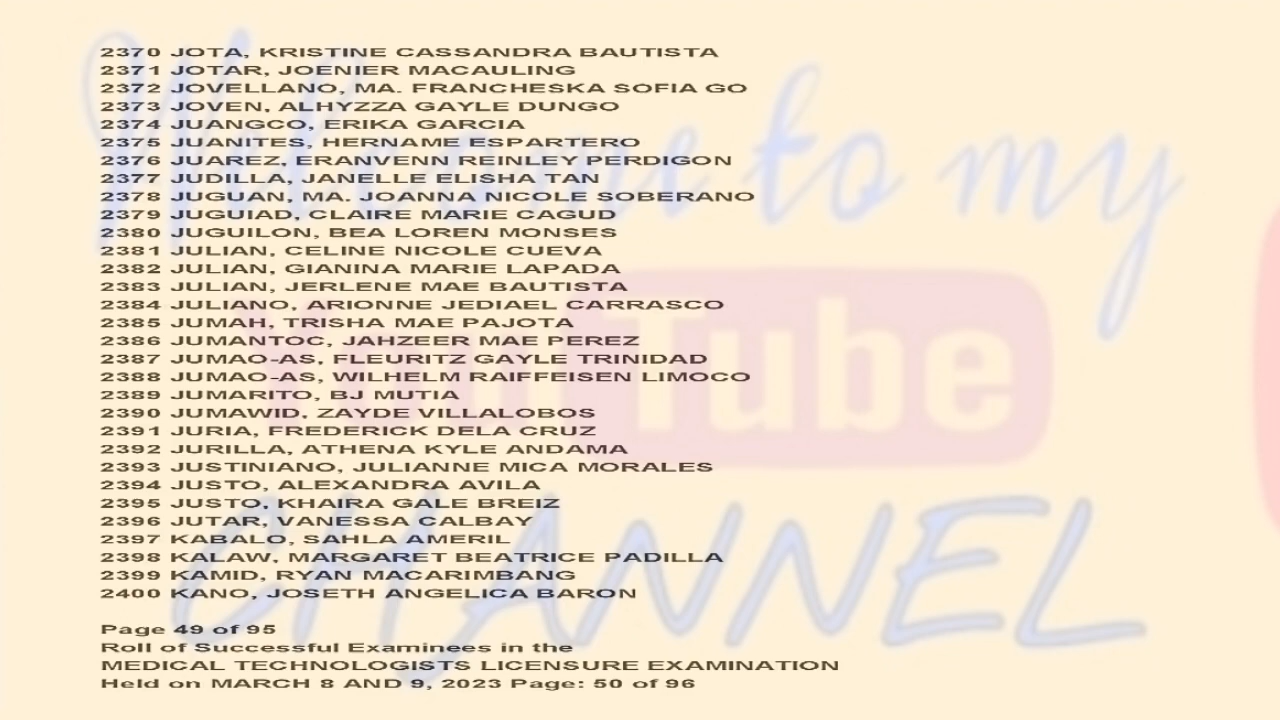 2370 JOTA, KRISTINE CASSANDRA BAUTISTA
2371 JOTAR, JOENIER MACAULING
2372 JOVELLANO, MA. FRANCHESKA SOFIA GO
2373 JOVEN, ALHYZZA GAYLE DUNGO
2374 JUANGCO, ERIKA GARCIA
2375 JUANITES, HERNAME ESPARTERO
2376 JUAREZ, ERANVENN REINLEY PERDIGON
2377 JUDILLA, JANELLE ELISHA TAN
2378 JUGUAN, MA. JOANNA NICOLE SOBERANO
2379 JUGUIAD, CLAIRE MARIE CAGUD
2380 JUGUILON, BEA LOREN MONSES
2381 JULIAN, CELINE NICOLE CUEVA
2382 JULIAN, GIANINA MARIE LAPADA
2383 JULIAN, JERLENE MAE BAUTISTA
2384 JULIANO, ARIONNE JEDIAEL CARRASCO
2385 JUMAH, TRISHA MAE PAJOTA
2386 JUMANTOC, JAHZEER MAE PEREZ
2387 JUMAO-AS, FLEURITZ GAYLE TRINIDAD
2388 JUMAO-AS, WILHELM RAIFFEISEN LIMOCO
2389 JUMARITO, BJ MUTIA
2390 JUMAWID, ZAYDE VILLALOBOS
2391 JURIA, FREDERICK DELA CRUZ
2392 JURILLA, ATHENA KYLE ANDAMA
2393 JUSTINIANO, JULIANNE MICA MORALES
2394 JUSTO, ALEXANDRA AVILA
2395 JUSTO, KHAIRA GALE BREIZ
2396 JUTAR, VANESSA CALBAY
2397 KABALO, SAHLA AMERIL
2398 KALAW, MARGARET BEATRICE PADILLA
2399 KAMID, RYAN MACARIMBANG
2400 KANO, JOSETH ANGELICA BARON
Page 49 of 95
Roll of Successful Examinees in the
MEDICAL TECHNOLOGISTS LICENSURE EXAMINATION
Held on MARCH 8 AND 9, 2023 Page: 50 of 96
Welcome to my
YouTube
CHANNEL